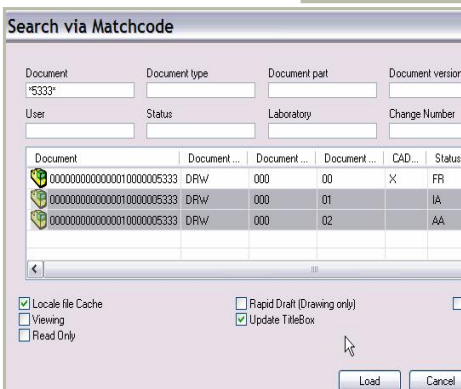 Search via Matchcode
Document Document type Document part Document version
*5333*
User Status Laboratory Change Number
Document Document ... Document ... Document ... CAD... Status
0000000000000010000005333 DRW 000 00 X FR
0000000000000010000005333 DRW 000 01 IA
0000000000000010000005333 DRW 000 02 AA
Locale file Cache Rapid Draft (Drawing only)
Viewing Update TitleBox
Read Only
Load Cancel